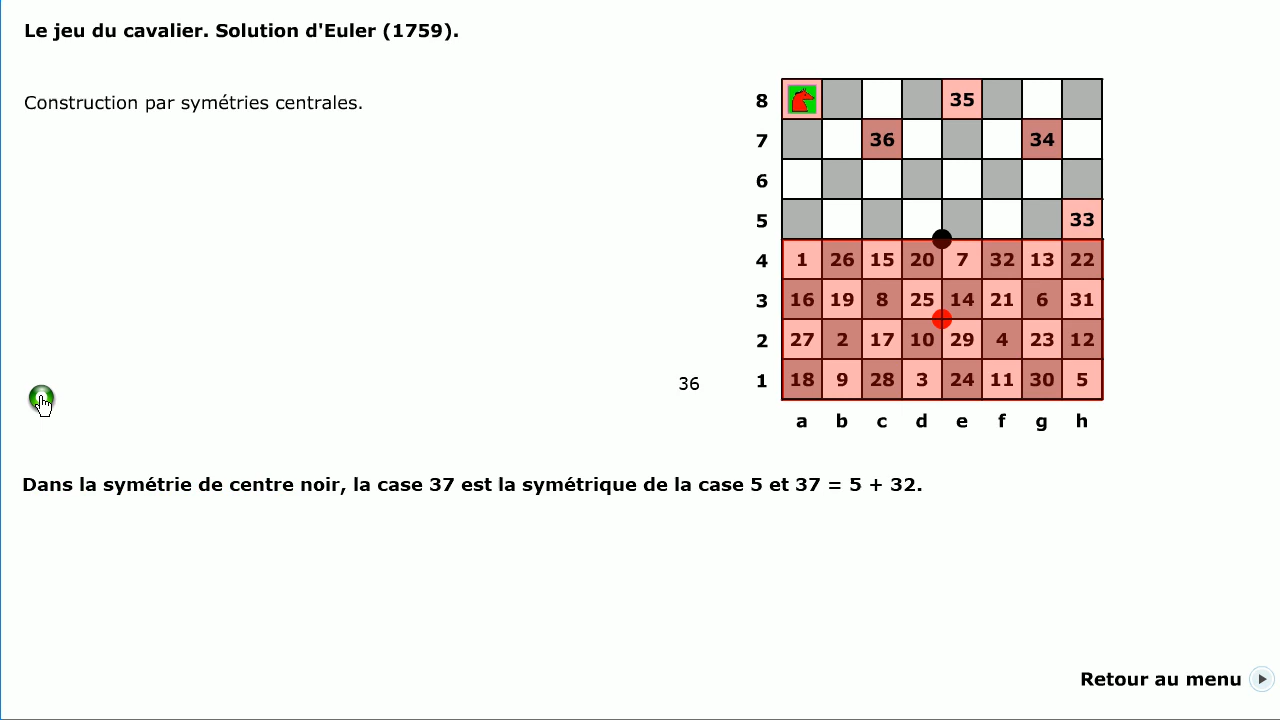 Le jeu du cavalier. Solution d'Euler (1759).
Construction par symétries centrales.
8 35
7 36 34
6
5 33
4 1 26 15 20 7 32 13 22
3 16 19 8 25 14 21 6 31
2 27 2 17 10 29 4 23 12
36 1 18 9 28 3 24 11 30 5
a b c d e f g h
Dans la symétrie de centre noir, la case 37 est la symétrique de la case 5 et 37 = 5 + 32.
Retour au menu